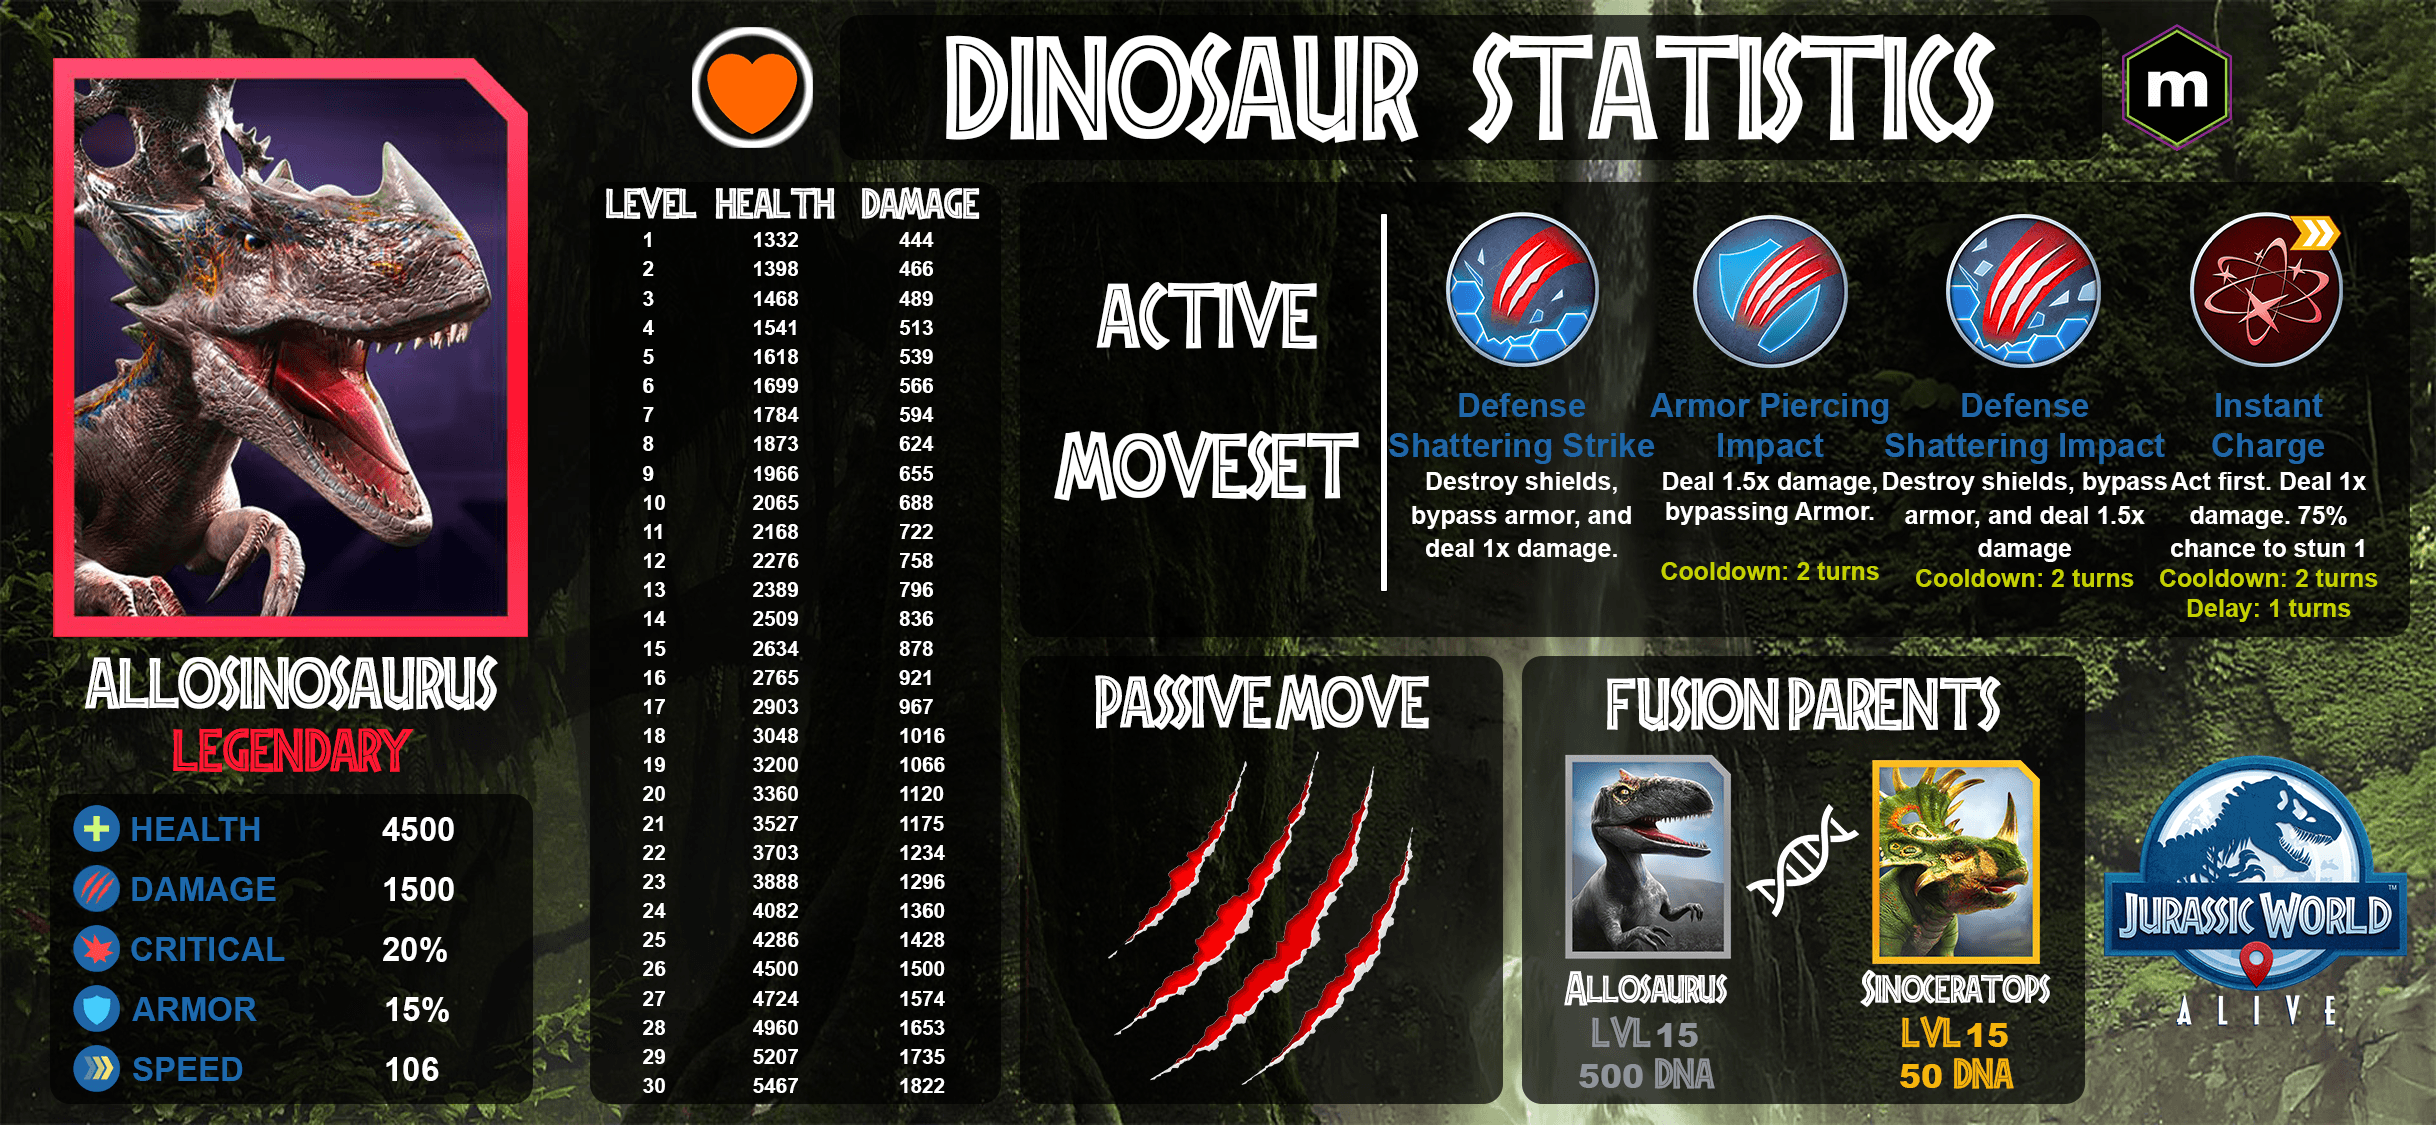 DINOSAUR STATISTICS
m
ALLOSINOSAURUS
LEGENDARY
HEALTH 4500
DAMAGE 1500
CRITICAL 20%
ARMOR 15%
SPEED 106
LEVEL HEALTH DAMAGE
1 1332 444
2 1398 466
3 1468 489
4 1541 513
5 1618 539
6 1699 566
7 1784 594
8 1873 624
9 1966 655
10 2065 688
11 2168 722
12 2276 758
13 2389 796
14 2509 836
15 2634 878
16 2765 921
17 2903 967
18 3048 1016
19 3200 1066
20 3360 1120
21 3527 1175
22 3703 1234
23 3888 1296
24 4082 1360
25 4286 1428
26 4500 1500
27 4724 1574
28 4960 1653
29 5207 1735
30 5467 1822
ACTIVE
MOVESET
Defense
Shattering Strike
Destroy shields,
bypass armor, and
deal 1x damage.
Armor Piercing
Impact
Deal 1.5x damage,
bypassing Armor.
Cooldown: 2 turns
Defense
Shattering Impact
Destroy shields, bypass
armor, and deal 1.5x
damage
Cooldown: 2 turns
Instant
Charge
Act first. Deal 1x
damage. 75%
chance to stun 1
Cooldown: 2 turns
Delay: 1 turns
PASSIVE MOVE
FUSION PARENTS
ALLOSAURUS
LVL 15
500 DNA
SINOCERATOPS
LVL 15
50 DNA
JURASSIC WORLD™
ALIVE